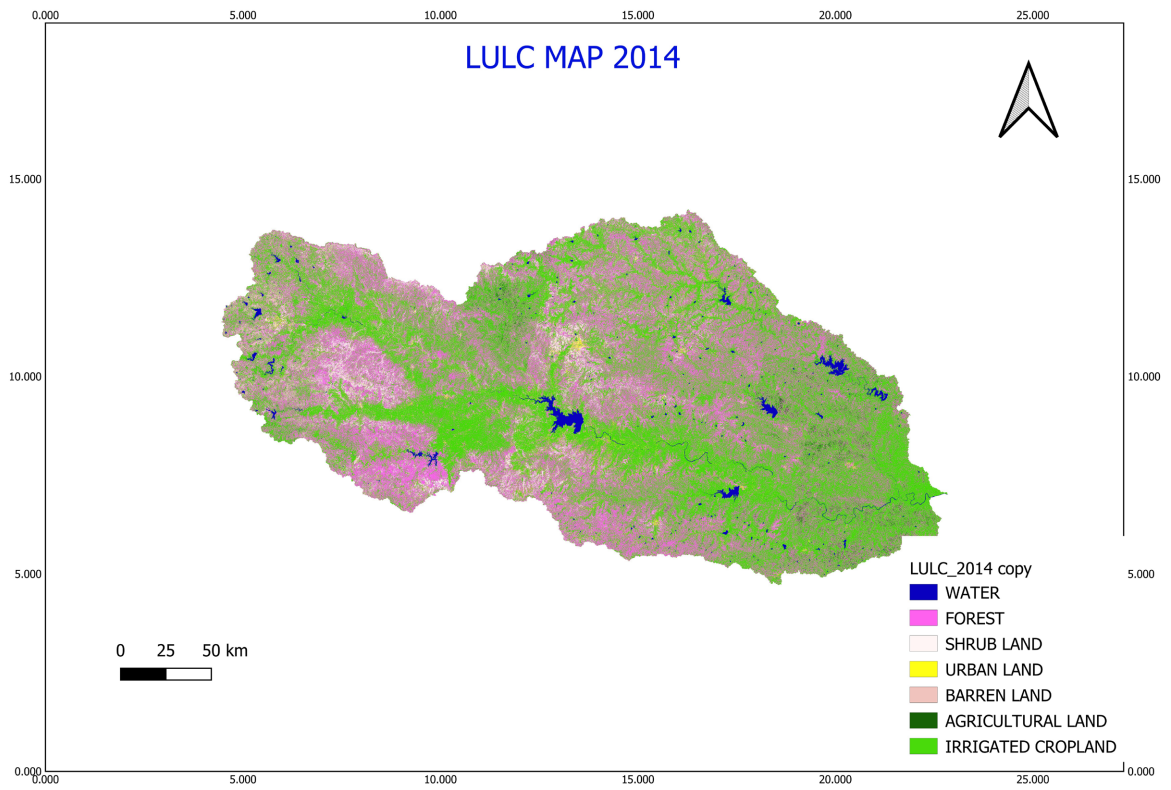 0.000 5.000 10.000 15.000 20.000 25.000
LULC MAP 2014
15.000 15.000
10.000 10.000
5.000 5.000
LULC_2014 copy
WATER
FOREST
SHRUB LAND
URBAN LAND
BARREN LAND
AGRICULTURAL LAND
IRRIGATED CROPLAND
0 25 50 km
0.000 0.000
0.000 5.000 10.000 15.000 20.000 25.000